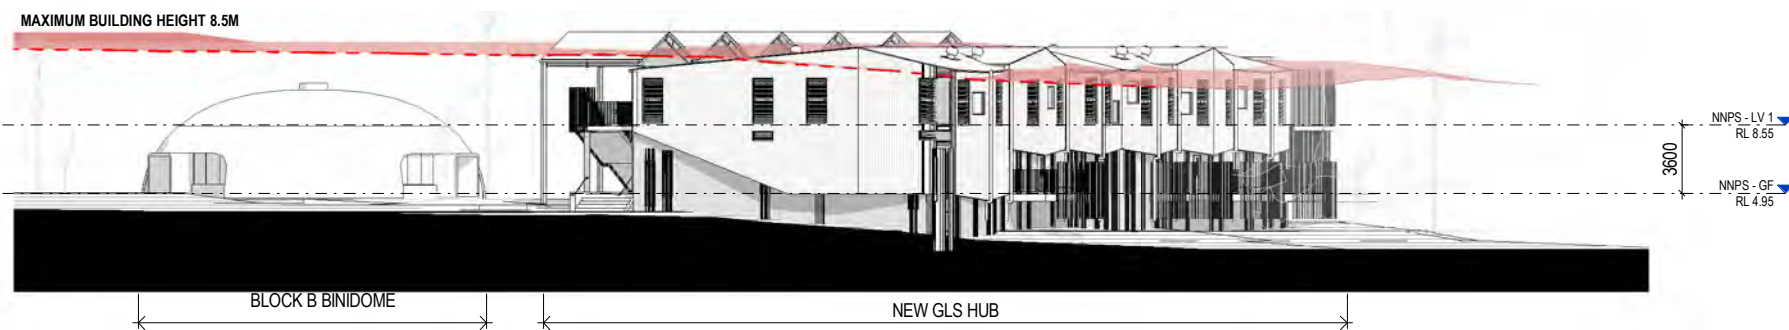 MAXIMUM BUILDING HEIGHT 8.5M
NNPS - LV 1
RL 8.55
3600
NNPS - GF
RL 4.95
BLOCK B BINIDOME
NEW GLS HUB